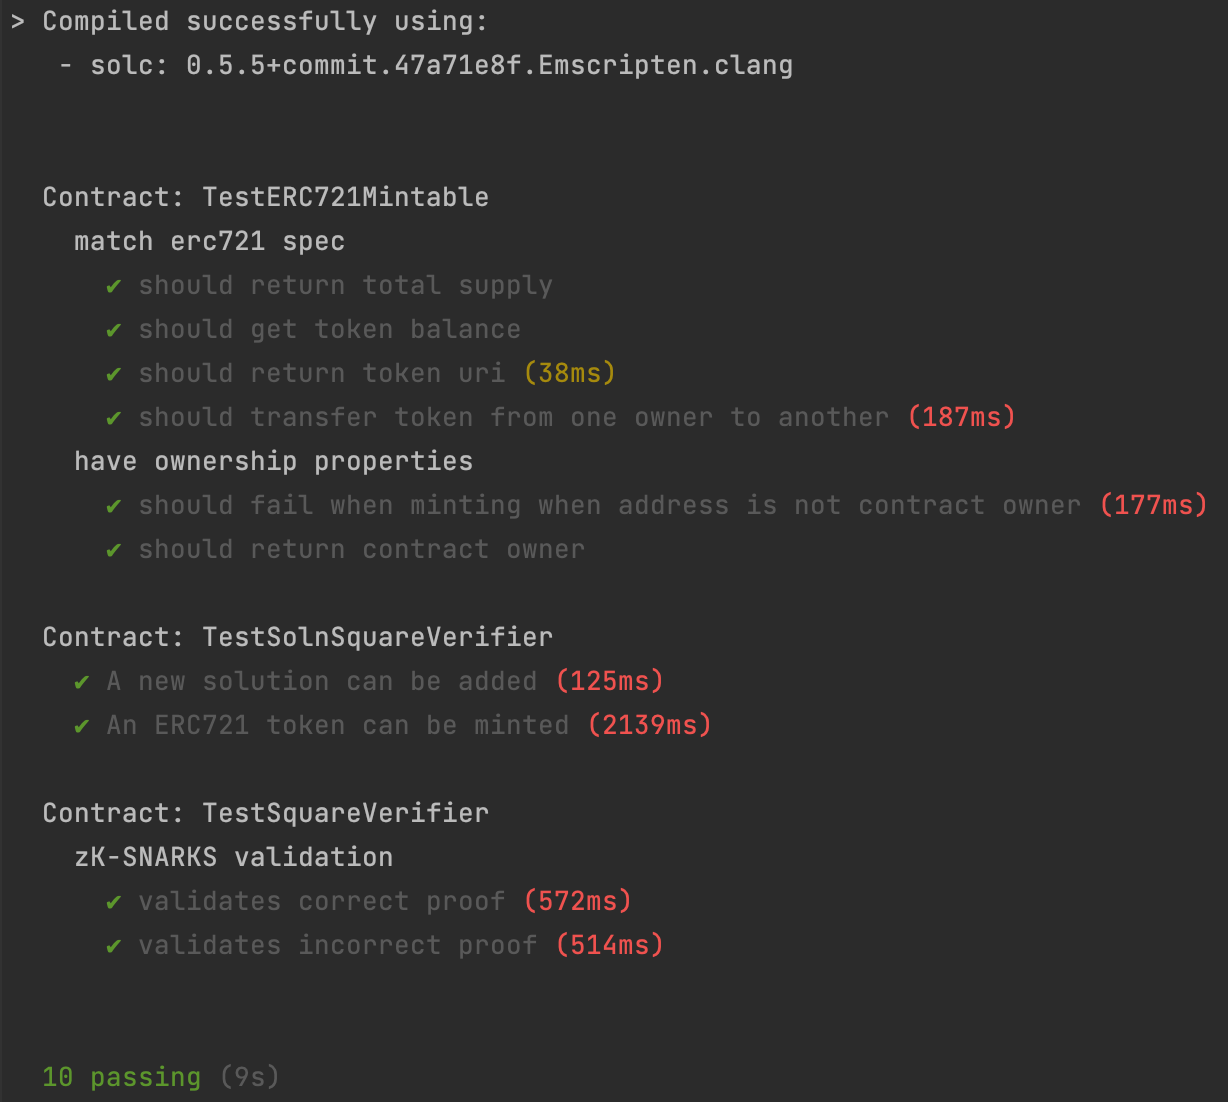 > Compiled successfully using:
- solc: 0.5.5+commit.47a71e8f.Emscripten.clang
Contract: TestERC721Mintable
match erc721 spec
✔ should return total supply
✔ should get token balance
✔ should return token uri (38ms)
✔ should transfer token from one owner to another (187ms)
have ownership properties
✔ should fail when minting when address is not contract owner (177ms)
✔ should return contract owner
Contract: TestSolnSquareVerifier
✔ A new solution can be added (125ms)
✔ An ERC721 token can be minted (2139ms)
Contract: TestSquareVerifier
zK-SNARKS validation
✔ validates correct proof (572ms)
✔ validates incorrect proof (514ms)
10 passing (9s)